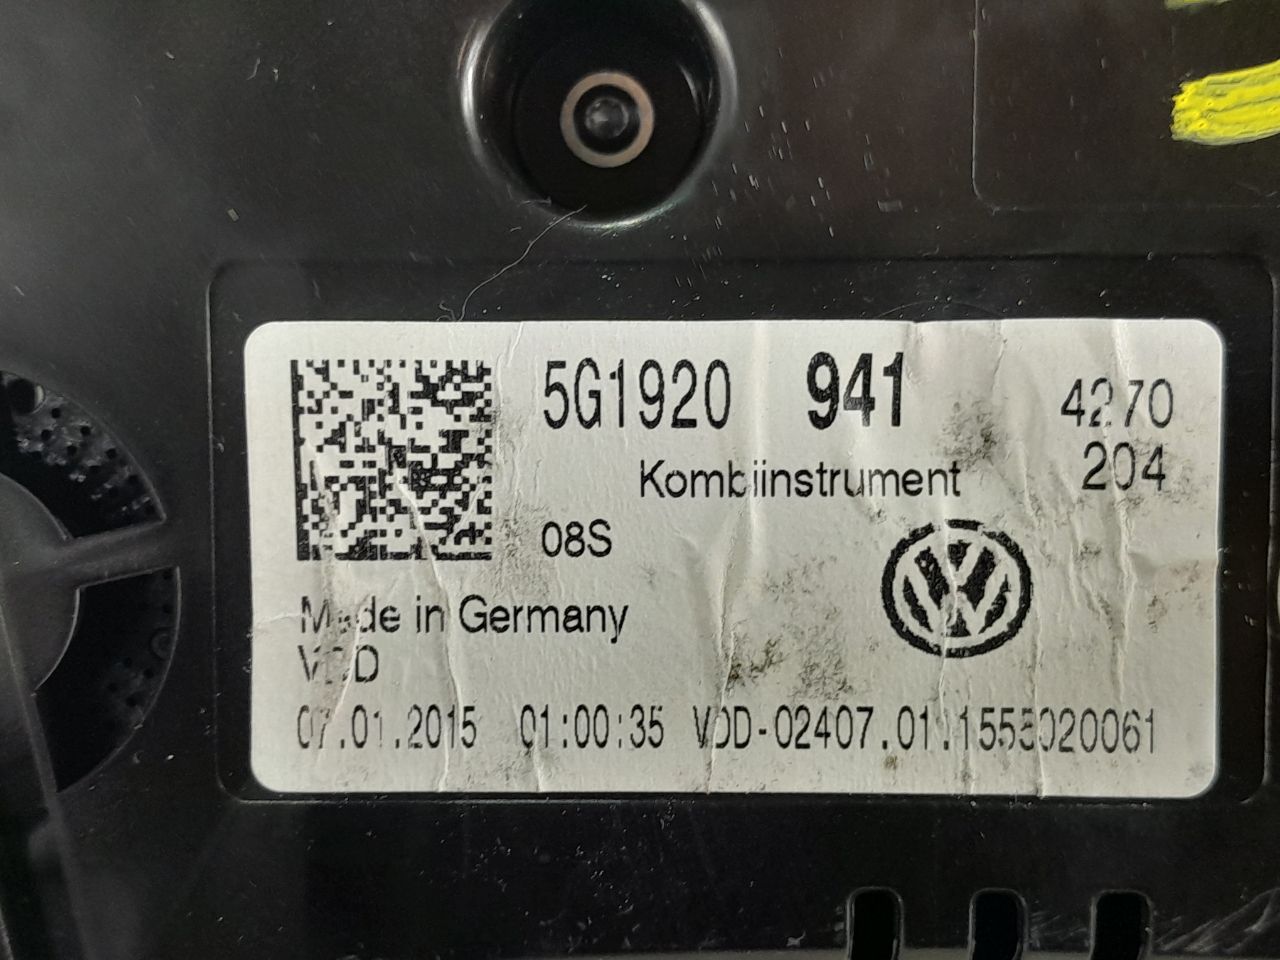 5G1920 941 4270
Kombiinstrument 204
08S
Made in Germany
VDD
07.01.2015 01:00:35 VDD-02407.01.1555020061